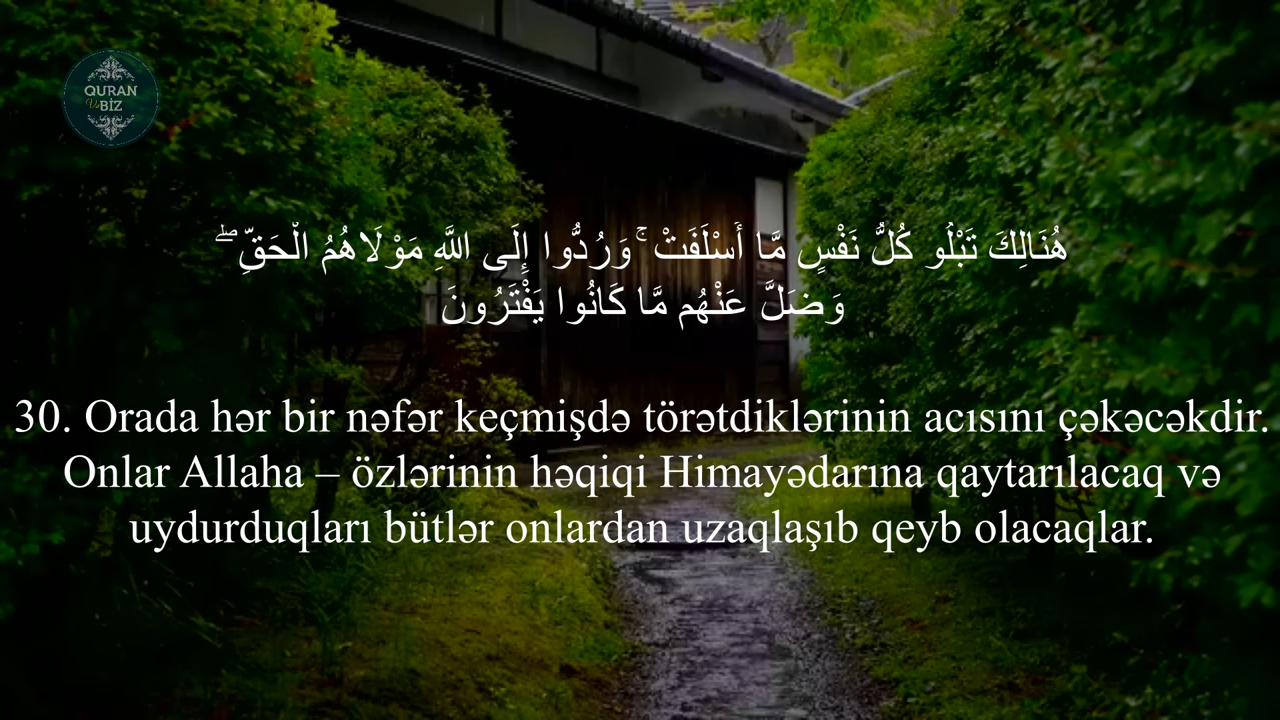 QURAN
Və
BİZ
هُنَالِكَ تَبْلُو كُلُّ نَفْسٍ مَّا أَسْلَفَتْ ۚ وَرُدُّوا إِلَى اللَّهِ مَوْلَاهُمُ الْحَقِّ ۖ
وَضَلَّ عَنْهُم مَّا كَانُوا يَفْتَرُونَ
30. Orada hər bir nəfər keçmişdə törətdiklərinin acısını çəkəcəkdir.
Onlar Allaha – özlərinin həqiqi Himayədarına qaytarılacaq və
uydurduqları bütlər onlardan uzaqlaşıb qeyb olacaqlar.